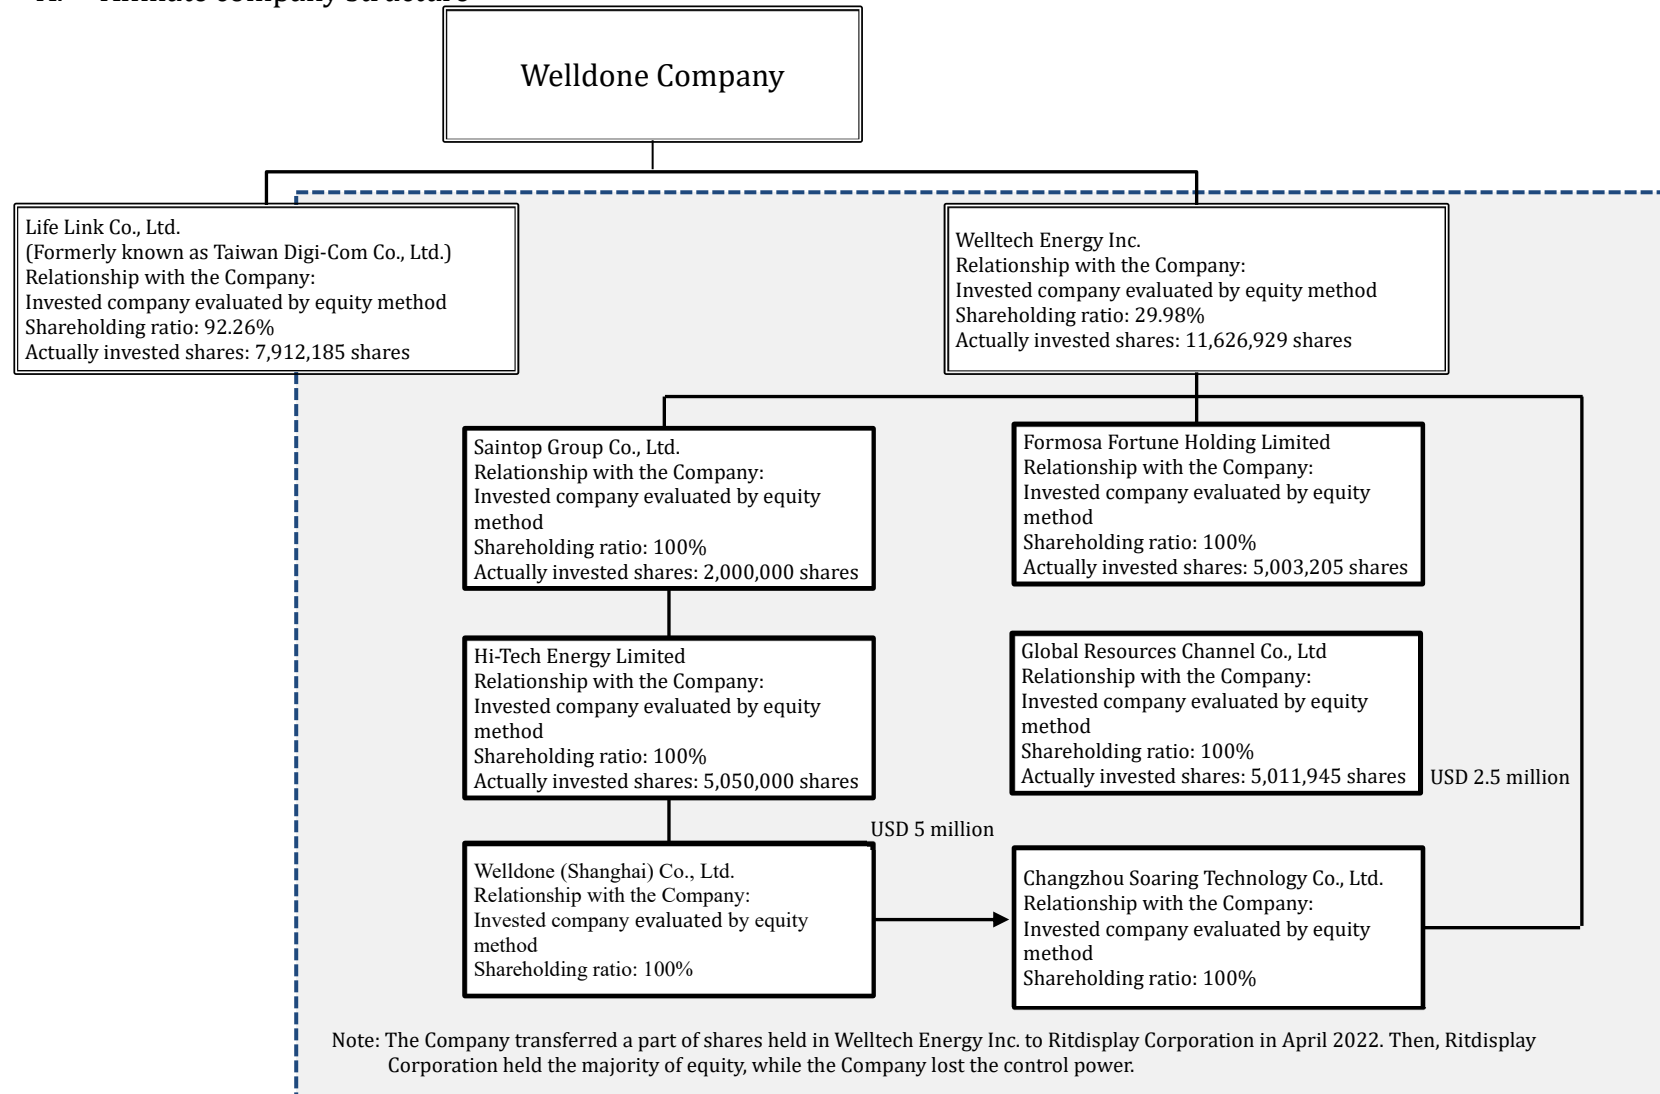 A. Affiliate company structure
Welldone Company
Life Link Co., Ltd.
(Formerly known as Taiwan Digi-Com Co., Ltd.)
Relationship with the Company:
Invested company evaluated by equity method
Shareholding ratio: 92.26%
Actually invested shares: 7,912,185 shares
Welltech Energy Inc.
Relationship with the Company:
Invested company evaluated by equity method
Shareholding ratio: 29.98%
Actually invested shares: 11,626,929 shares
Saintop Group Co., Ltd.
Relationship with the Company:
Invested company evaluated by equity
method
Shareholding ratio: 100%
Actually invested shares: 2,000,000 shares
Formosa Fortune Holding Limited
Relationship with the Company:
Invested company evaluated by equity
method
Shareholding ratio: 100%
Actually invested shares: 5,003,205 shares
Hi-Tech Energy Limited
Relationship with the Company:
Invested company evaluated by equity
method
Shareholding ratio: 100%
Actually invested shares: 5,050,000 shares
Global Resources Channel Co., Ltd
Relationship with the Company:
Invested company evaluated by equity
method
Shareholding ratio: 100%
Actually invested shares: 5,011,945 shares
USD 2.5 million
USD 5 million
Welldone (Shanghai) Co., Ltd.
Relationship with the Company:
Invested company evaluated by equity
method
Shareholding ratio: 100%
Changzhou Soaring Technology Co., Ltd.
Relationship with the Company:
Invested company evaluated by equity
method
Shareholding ratio: 100%
Note: The Company transferred a part of shares held in Welltech Energy Inc. to Ritdisplay Corporation in April 2022. Then, Ritdisplay
Corporation held the majority of equity, while the Company lost the control power.